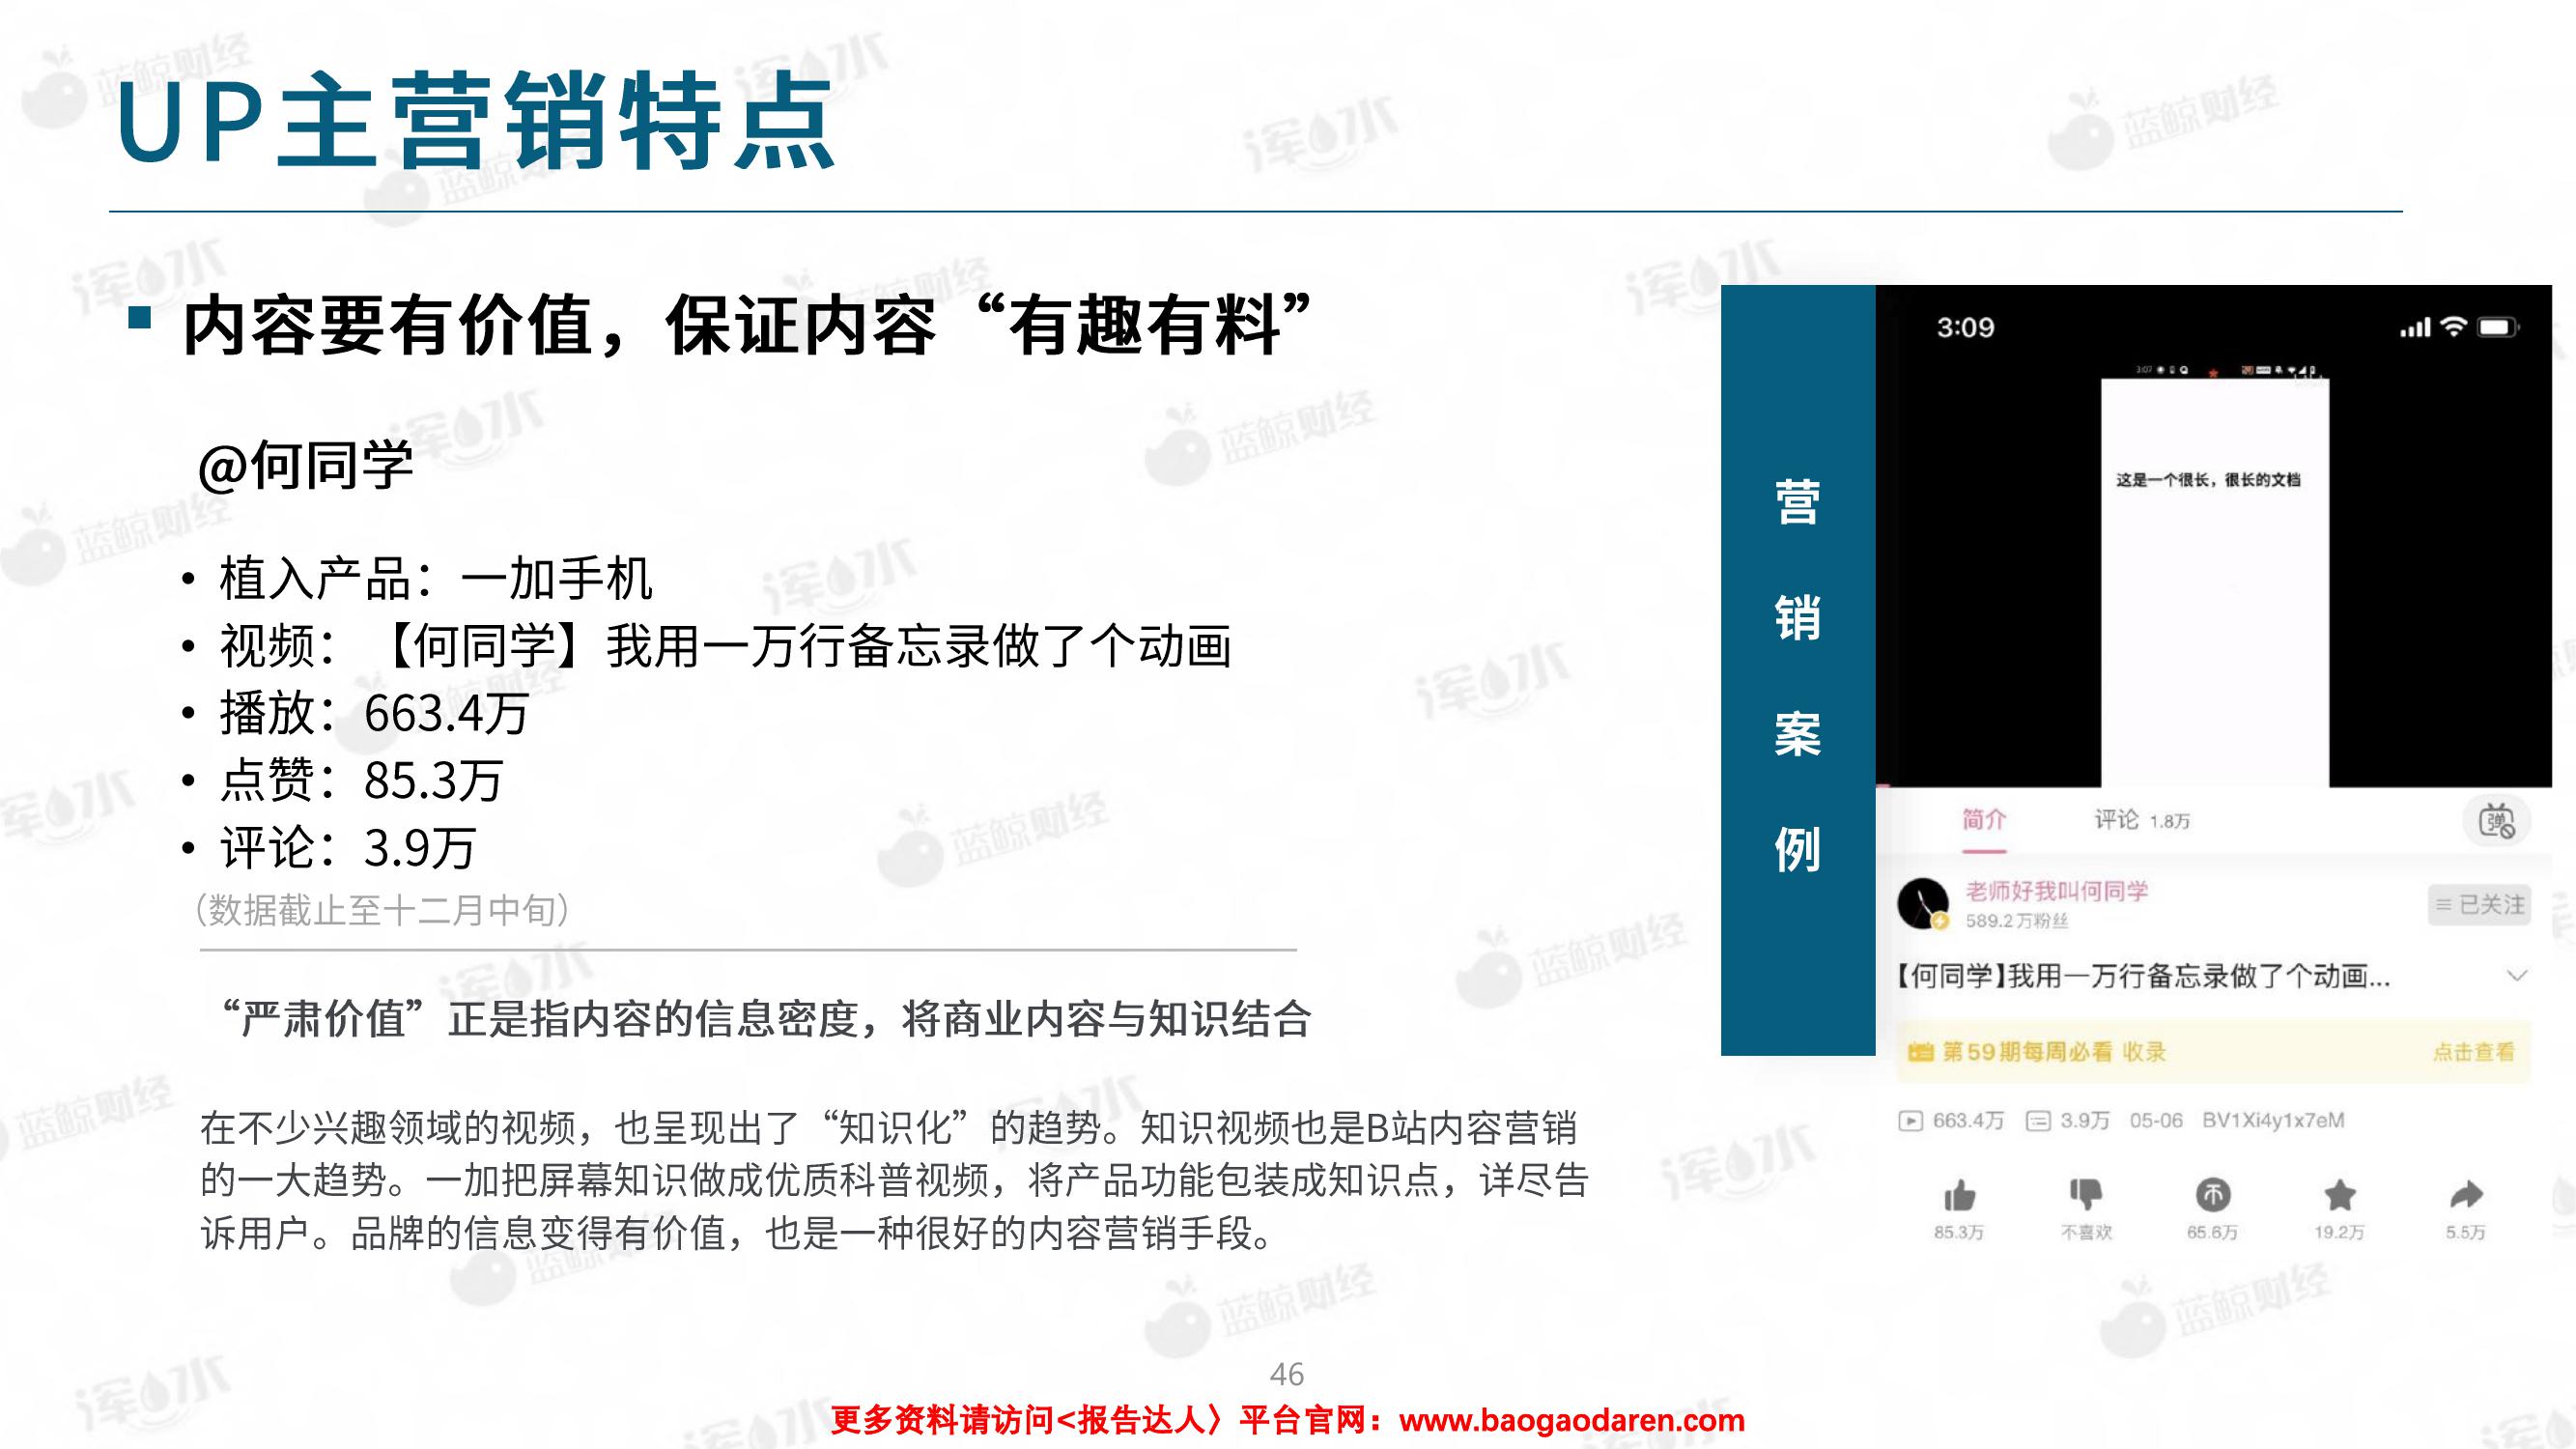 UP主营销特点
内容要有价值，保证内容“有趣有料”
@何同学
• 植入产品：一加手机
• 视频：【何同学】我用一万行备忘录做了个动画
• 播放：663.4万
• 点赞：85.3万
• 评论：3.9万
（数据截止至十二月中旬）
“严肃价值”正是指内容的信息密度，将商业内容与知识结合
在不少兴趣领域的视频，也呈现出了“知识化”的趋势。知识视频也是B站内容营销
的一大趋势。一加把屏幕知识做成优质科普视频，将产品功能包装成知识点，详尽告
诉用户。品牌的信息变得有价值，也是一种很好的内容营销手段。
营
销
案
例
3:09
3:07
这是一个很长，很长的文档
简介 评论 1.8万 弹
老师好我叫何同学
589.2万粉丝
已关注
【何同学】我用一万行备忘录做了个动画...
第59期每周必看 收录 点击查看
663.4万 3.9万 05-06 BV1Xi4y1x7eM
85.3万 不喜欢 65.6万 19.2万 5.5万
46
更多资料请访问<报告达人〉平台官网：www.baogaodaren.com
蓝鲸财经
浑水